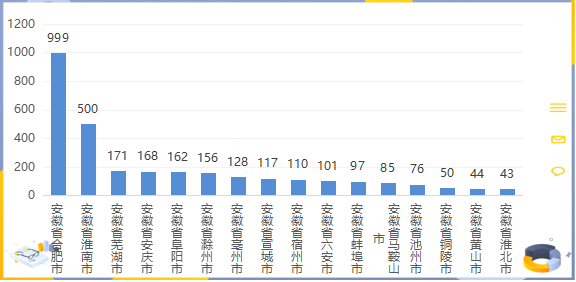 1200
1000
800
600
400
200
0
999
500
171
168
162
156
128
117
110
101
97
85
76
50
44
43
安徽省合肥市
安徽省淮南市
安徽省芜湖市
安徽省安庆市
安徽省阜阳市
安徽省滁州市
安徽省亳州市
安徽省宣城市
安徽省宿州市
安徽省六安市
安徽省蚌埠市
安徽省马鞍山
市
安徽省池州市
安徽省铜陵市
安徽省黄山市
安徽省淮北市